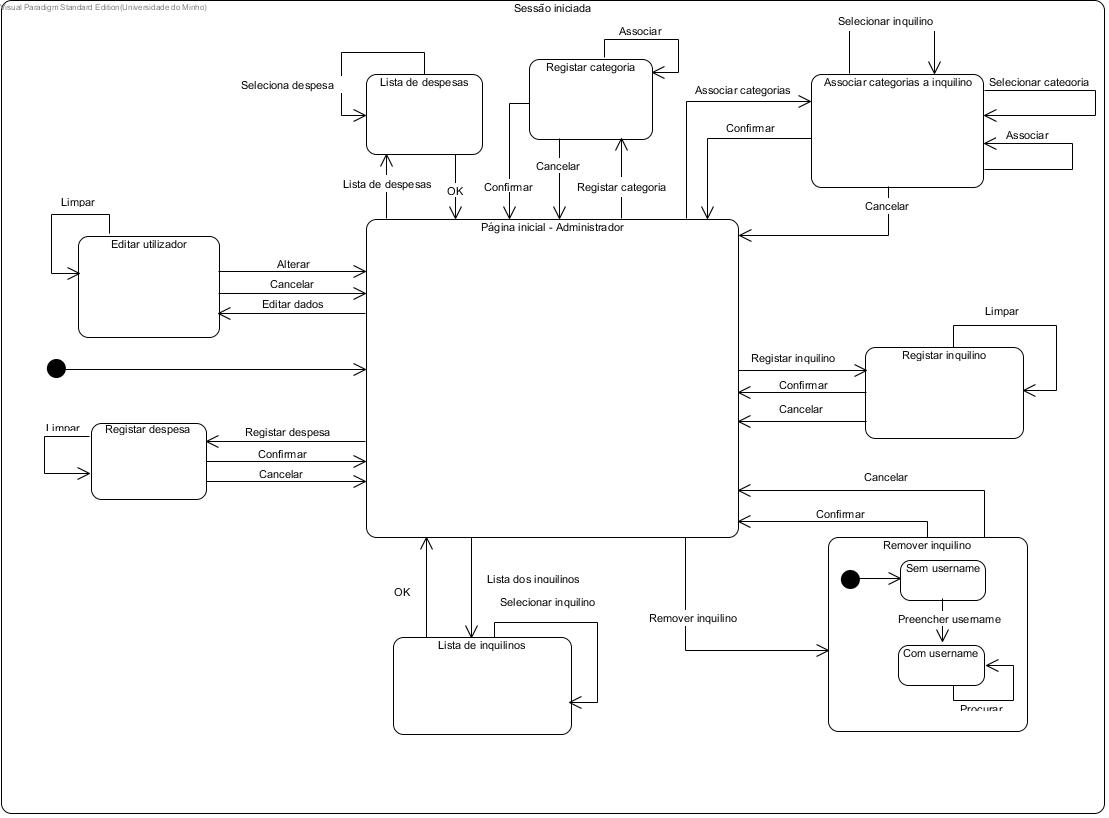 Visual Paradigm Standard Edition(Universidade do Minho)
Sessão iniciada
Selecionar inquilino
Associar
Seleciona despesa
Lista de despesas
Registar categoria
Associar categorias a inquilino
Selecionar categoria
Associar categorias
Confirmar
Associar
Lista de despesas
OK
Confirmar
Cancelar
Registar categoria
Cancelar
Limpar
Editar utilizador
Página inicial - Administrador
Alterar
Cancelar
Editar dados
Limpar
Registar inquilino
Registar inquilino
Confirmar
Cancelar
Limpar
Registar despesa
Registar despesa
Confirmar
Cancelar
Cancelar
Confirmar
Remover inquilino
Sem username
Preencher username
Com username
Procurar
OK
Lista dos inquilinos
Selecionar inquilino
Remover inquilino
Lista de inquilinos